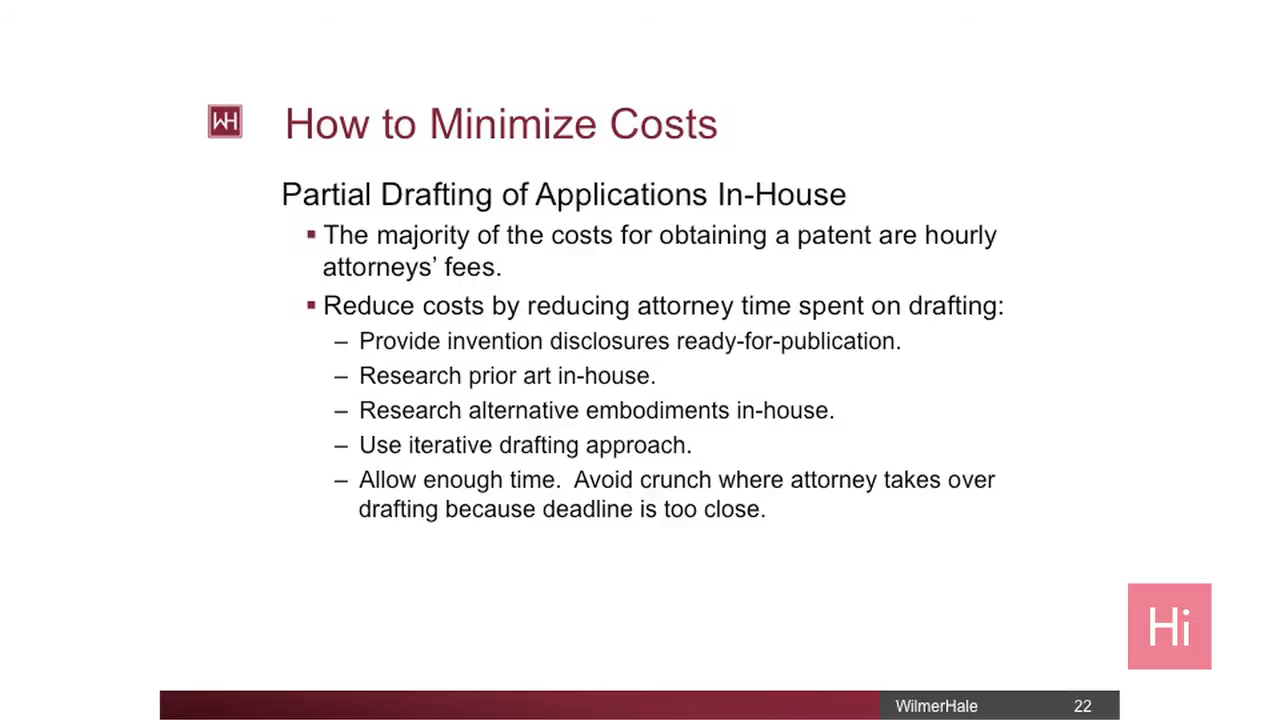 WH
How to Minimize Costs
Partial Drafting of Applications In-House
▪ The majority of the costs for obtaining a patent are hourly
attorneys’ fees.
▪ Reduce costs by reducing attorney time spent on drafting:
– Provide invention disclosures ready-for-publication.
– Research prior art in-house.
– Research alternative embodiments in-house.
– Use iterative drafting approach.
– Allow enough time.  Avoid crunch where attorney takes over
drafting because deadline is too close.
Hi
WilmerHale 22